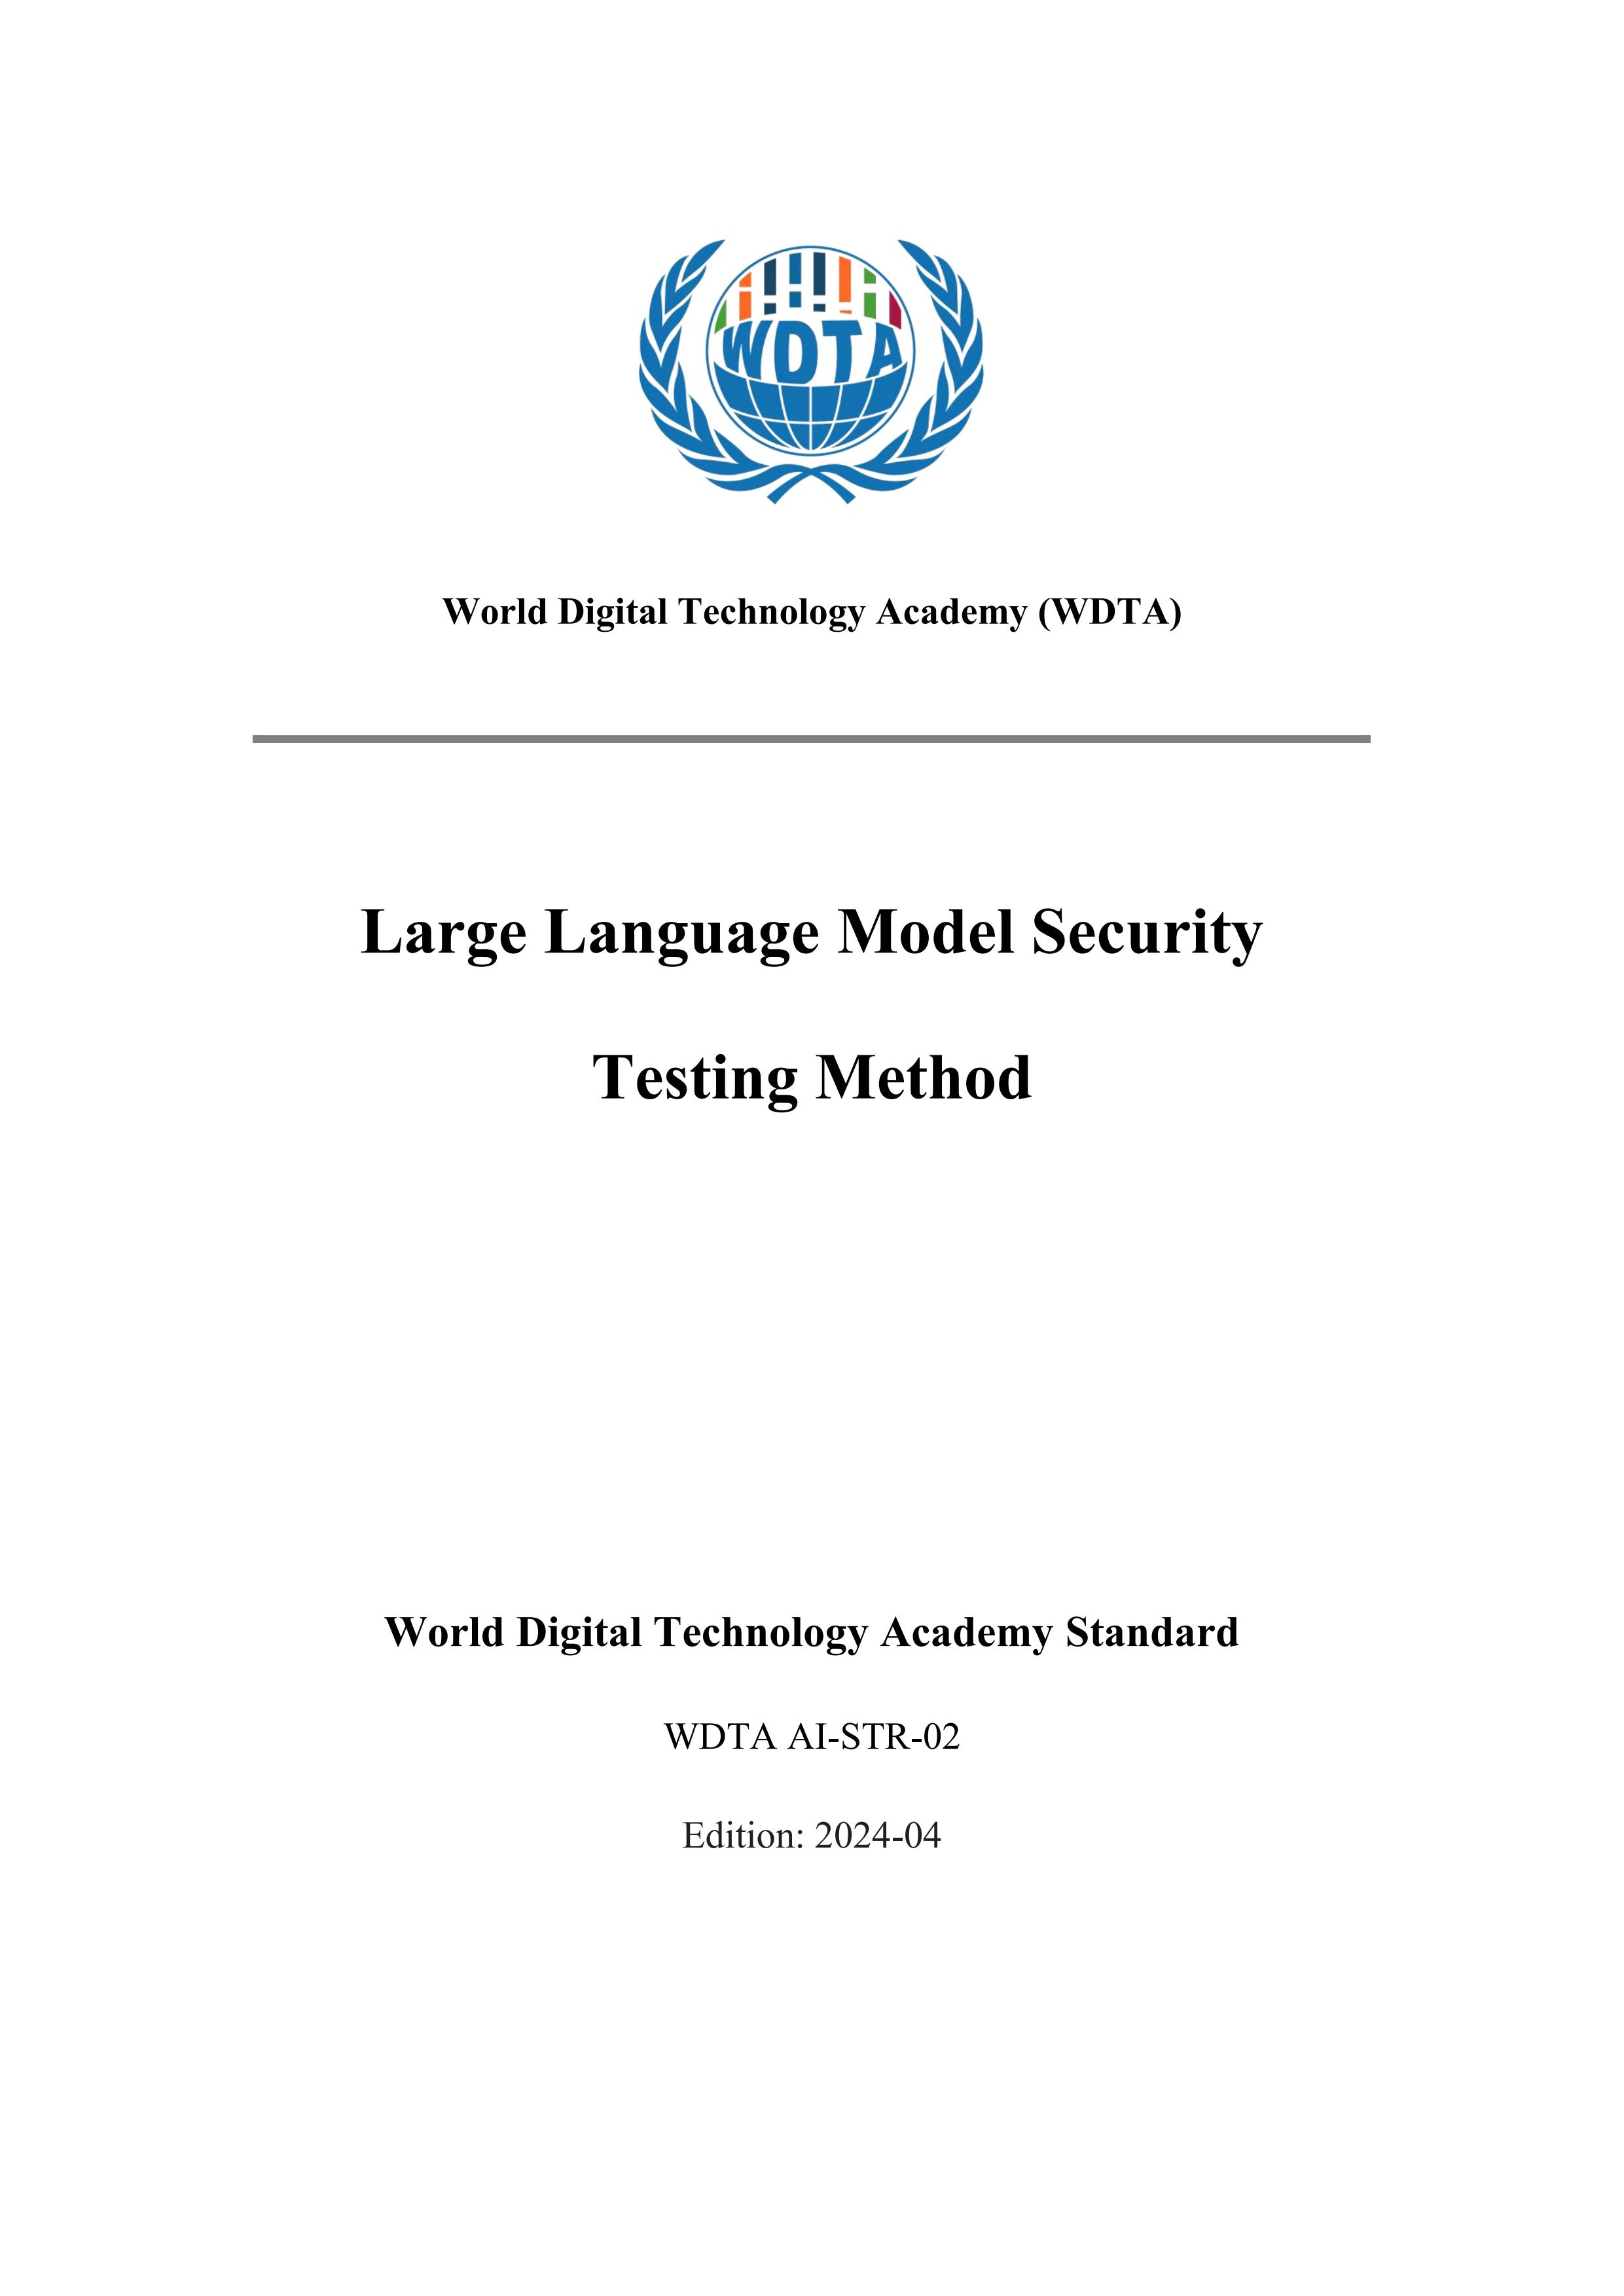 WDTA
World Digital Technology Academy (WDTA)
Large Language Model Security
Testing Method
World Digital Technology Academy Standard
WDTA AI-STR-02
Edition: 2024-04